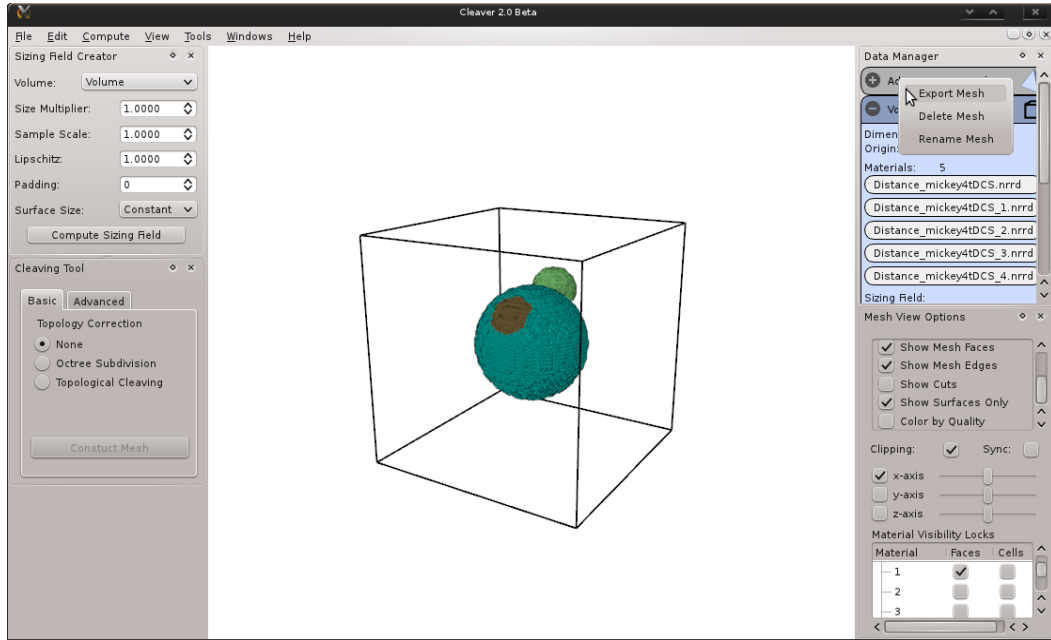 Cleaver 2.0 Beta
File Edit Compute View Tools Windows Help
Sizing Field Creator
Volume: Volume
Size Multiplier: 1.0000
Sample Scale: 1.0000
Lipschitz: 1.0000
Padding: 0
Surface Size: Constant
Compute Sizing Field
Cleaving Tool
Basic Advanced
Topology Correction
None
Octree Subdivision
Topological Cleaving
Constuct Mesh
Data Manager
Export Mesh
Delete Mesh
Rename Mesh
Materials: 5
Distance_mickey4tDCS.nrrd
Distance_mickey4tDCS_1.nrrd
Distance_mickey4tDCS_2.nrrd
Distance_mickey4tDCS_3.nrrd
Distance_mickey4tDCS_4.nrrd
Sizing Field:
Mesh View Options
Show Mesh Faces
Show Mesh Edges
Show Cuts
Show Surfaces Only
Color by Quality
Clipping: Sync:
x-axis
y-axis
z-axis
Material Visibility Locks
Material Faces Cells
1
2
3